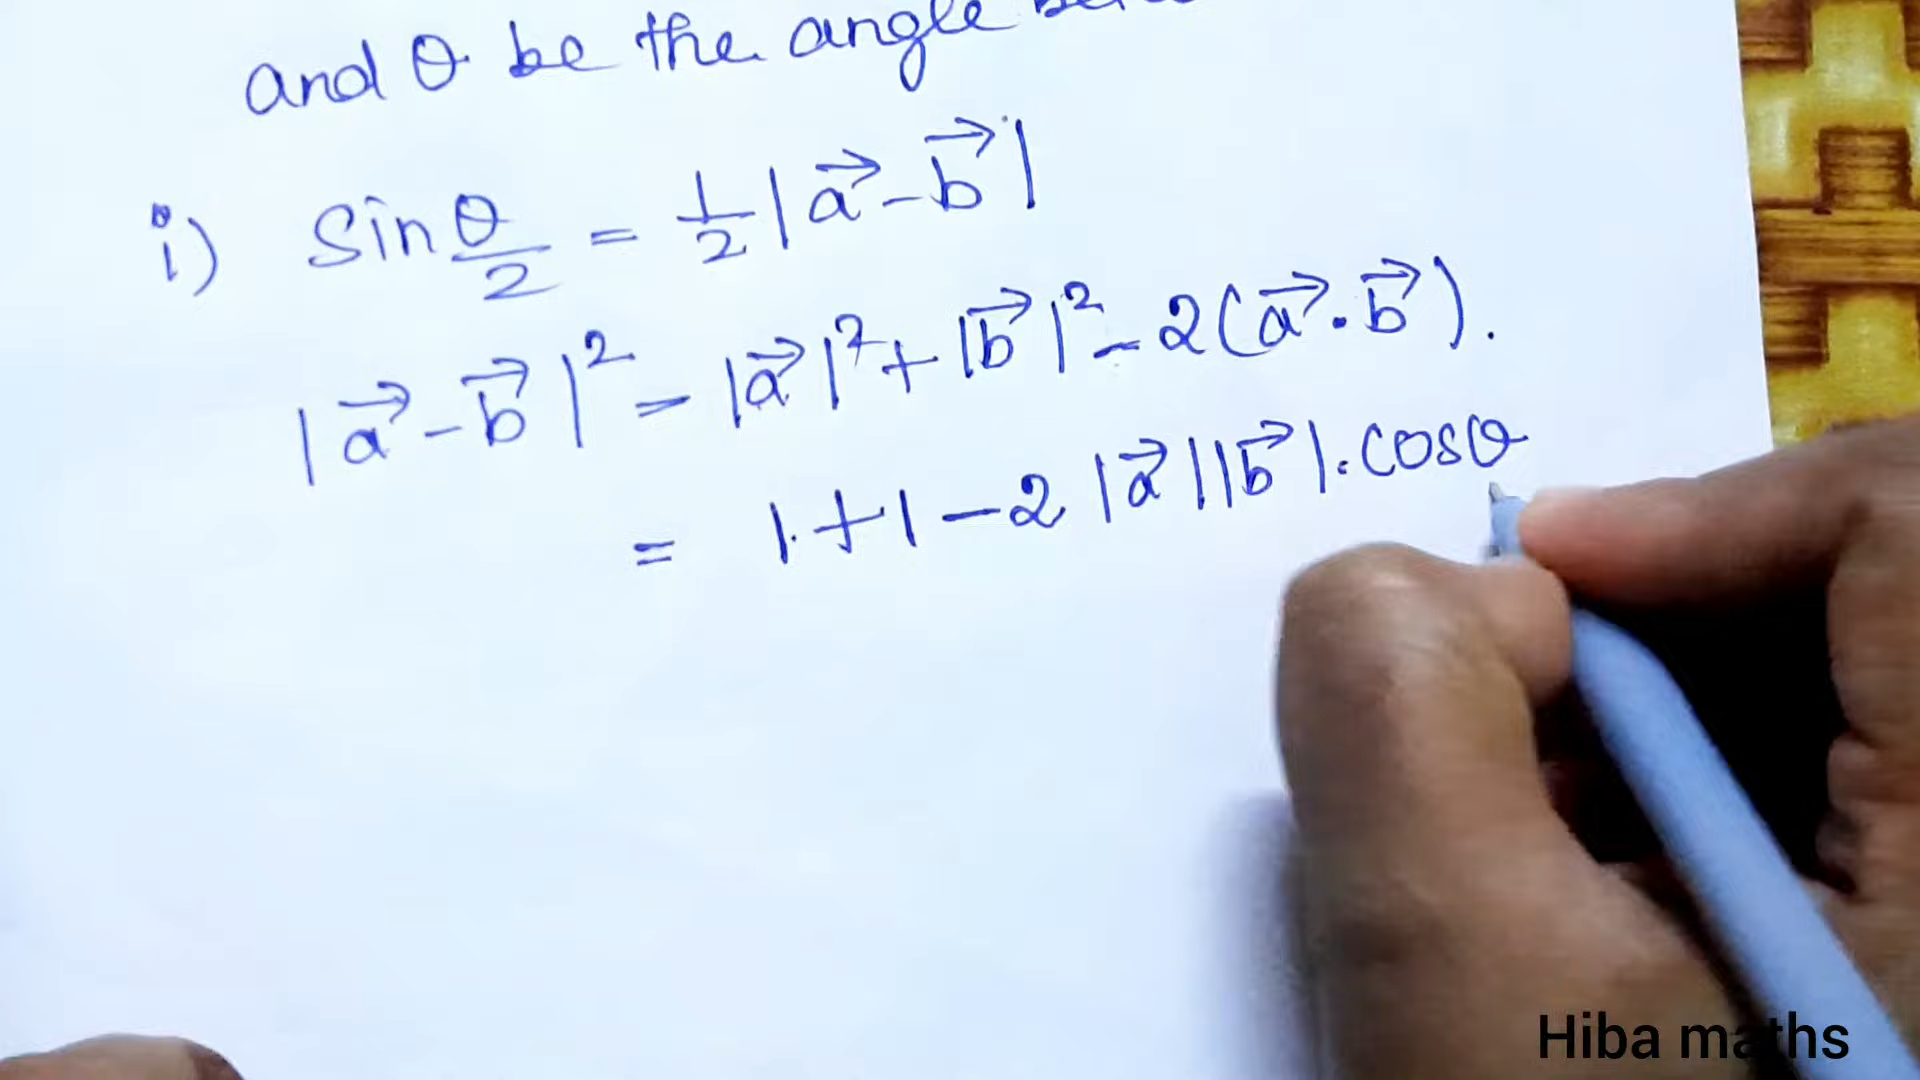 and θ be the angle
i) Sin θ/2 = 1/2 |a⃗ - b⃗|
|a⃗ - b⃗|² = |a⃗|² + |b⃗|² - 2(a⃗ . b⃗).
= 1 + 1 - 2 |a⃗| |b⃗| . cosθ
Hiba maths